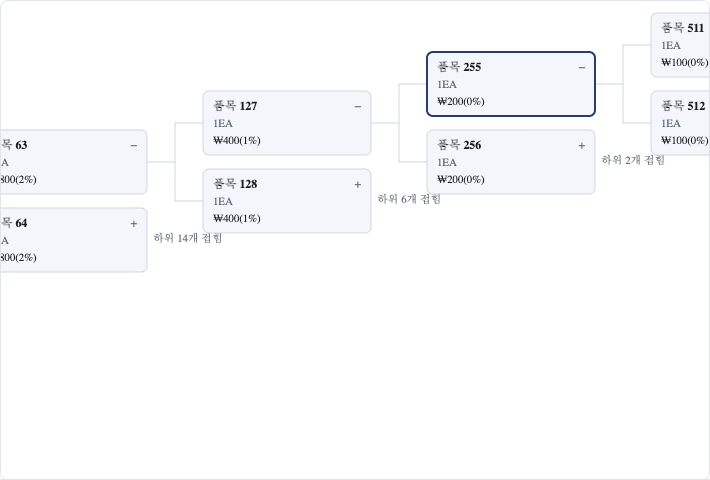 품목 511
1EA
₩100(0%)
품목 255
−
1EA
₩200(0%)
품목 512
1EA
₩100(0%)
품목 127
−
1EA
₩400(1%)
품목 256
+
1EA
₩200(0%)
하위 2개 접힘
목 63
−
A
800(2%)
품목 128
+
1EA
₩400(1%)
하위 6개 접힘
목 64
+
A
800(2%)
하위 14개 접힘